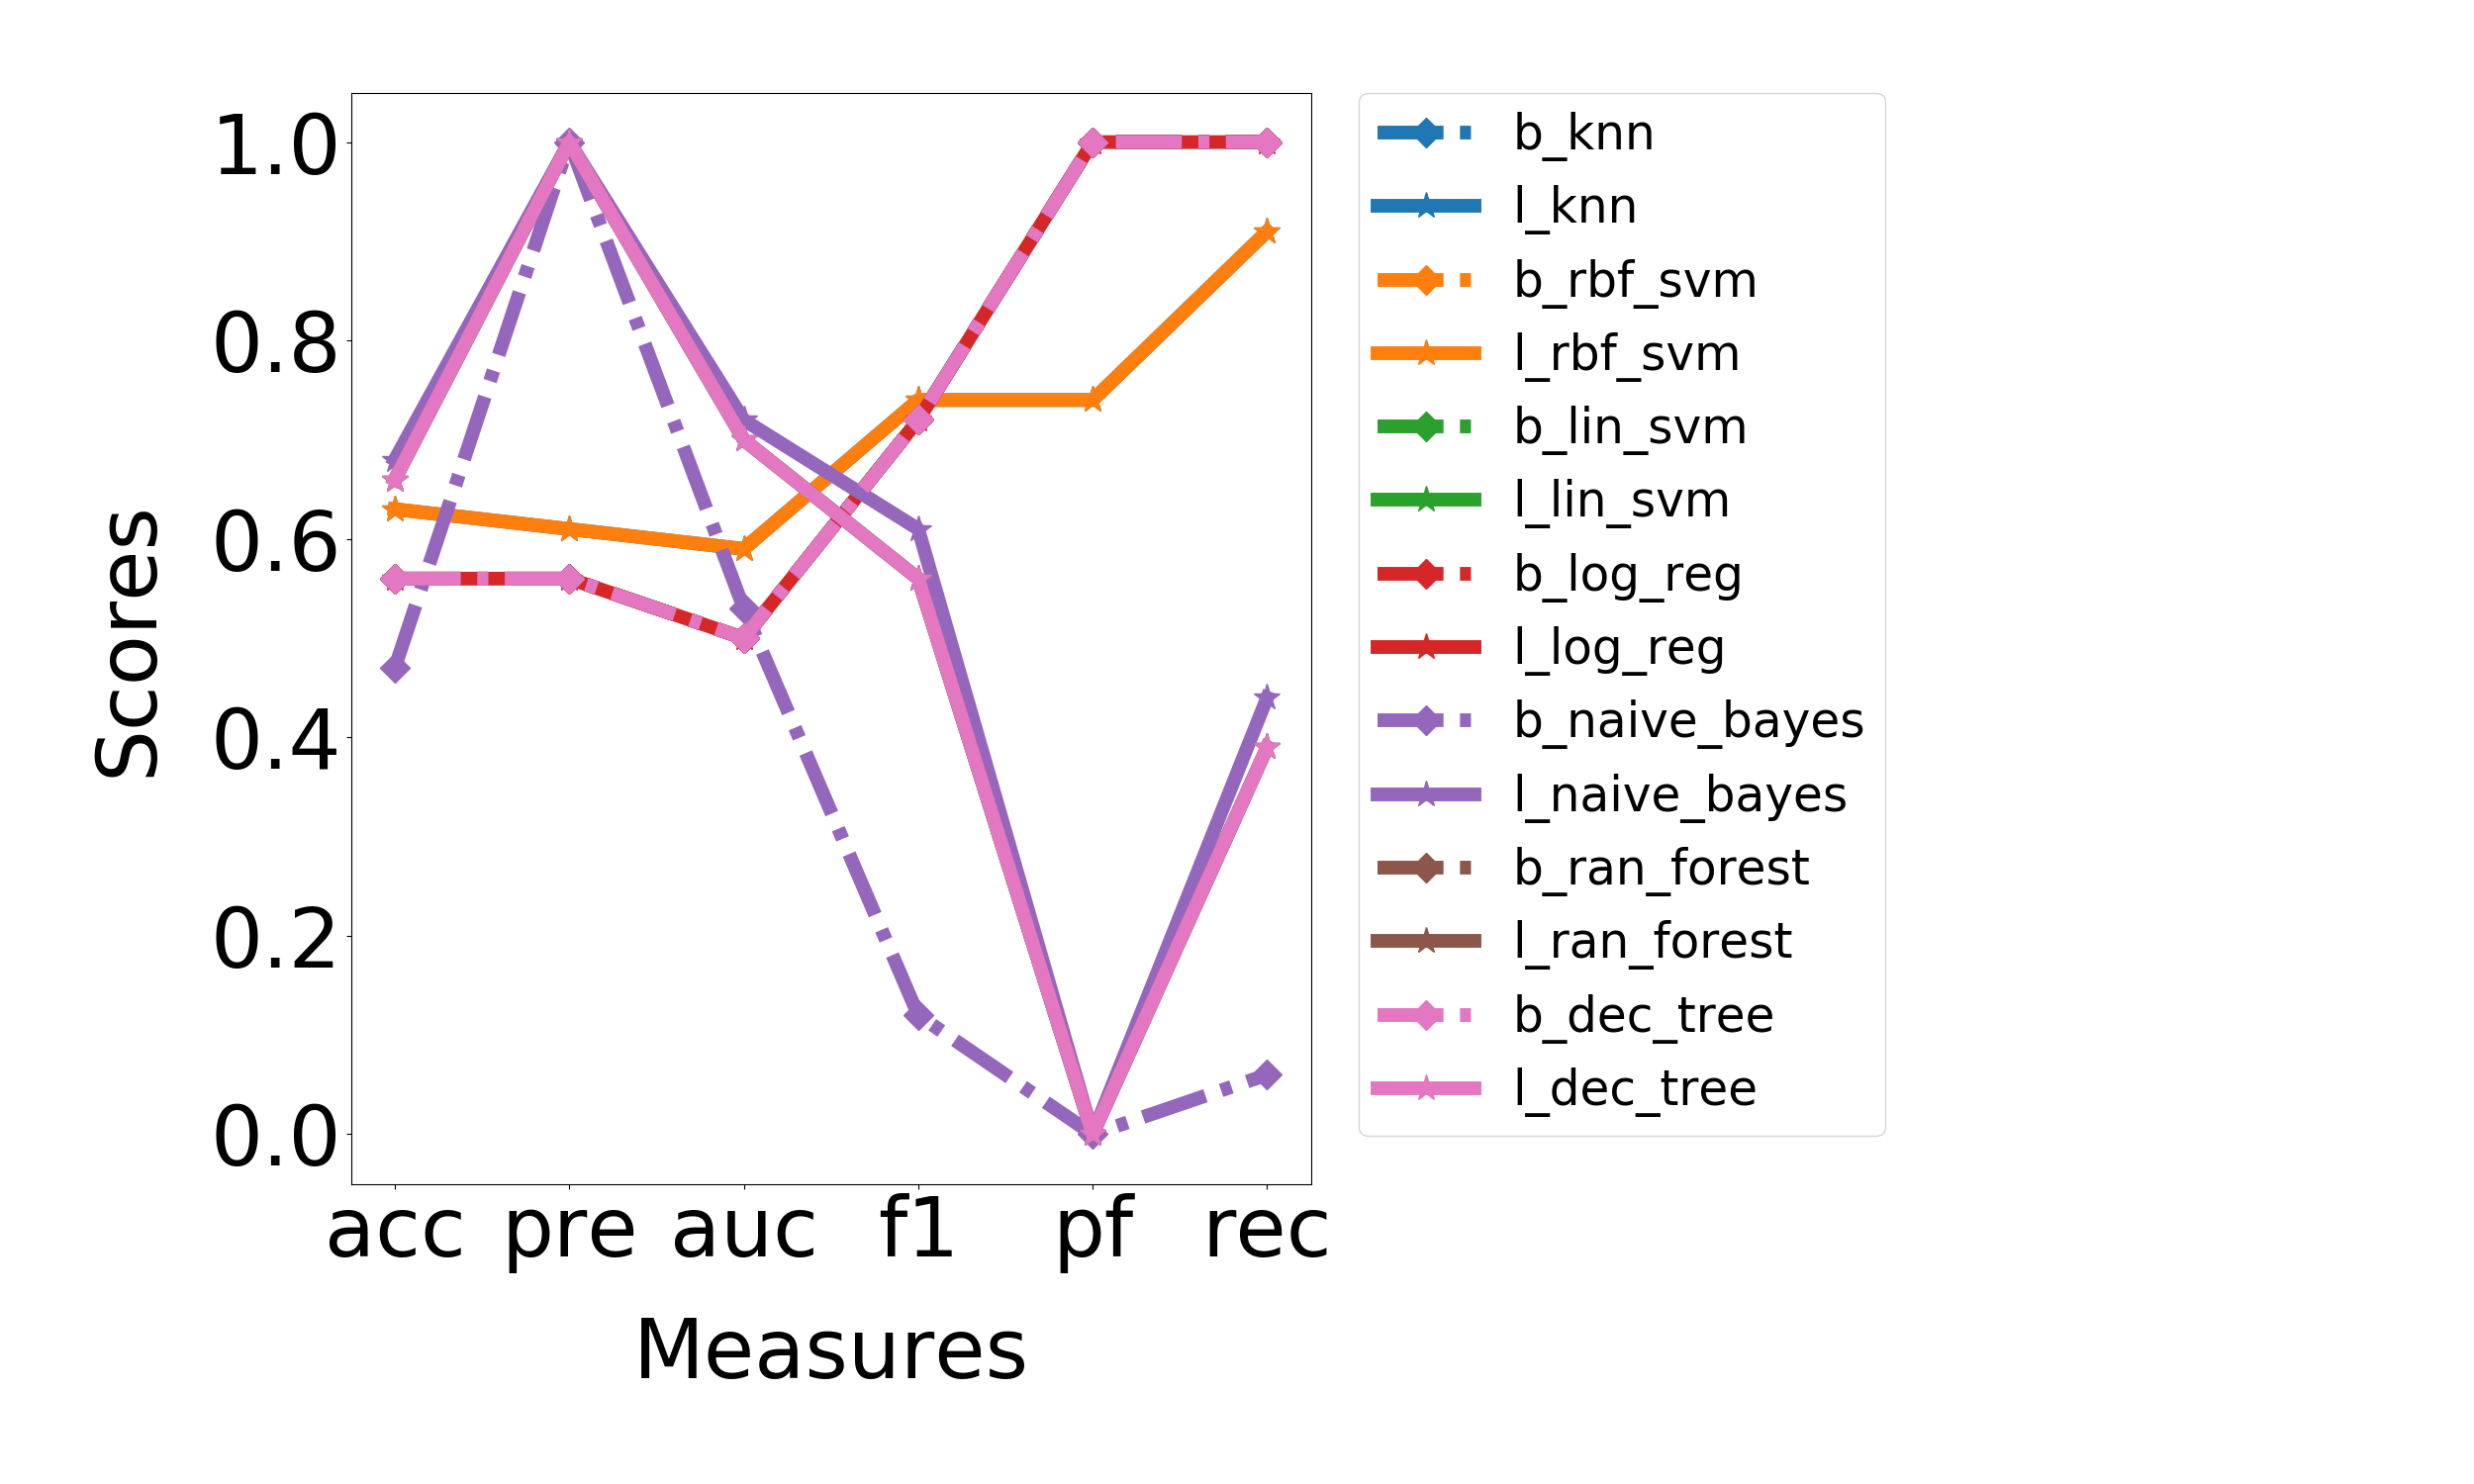 1.0
0.8
0.6
0.4
0.2
0.0
Scores
acc pre auc f1 pf rec
Measures
b_knn
l_knn
b_rbf_svm
l_rbf_svm
b_lin_svm
l_lin_svm
b_log_reg
l_log_reg
b_naive_bayes
l_naive_bayes
b_ran_forest
l_ran_forest
b_dec_tree
l_dec_tree